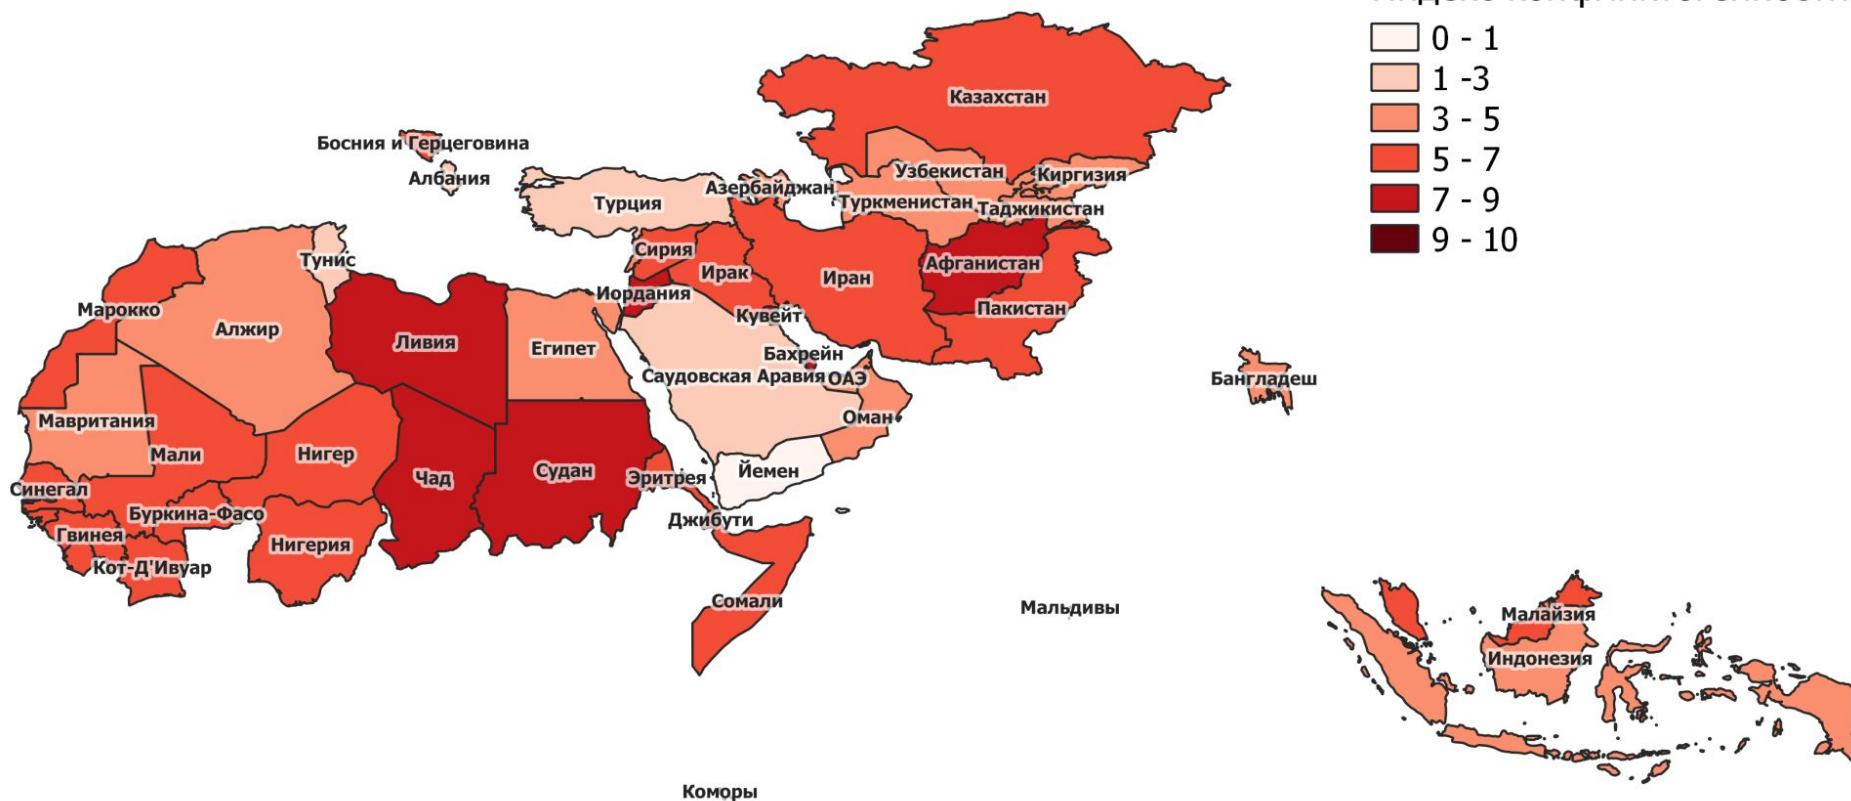 0 - 1
1 -3
3 - 5
5 - 7
7 - 9
9 - 10
Казахстан
Босния и Герцеговина
Албания
Узбекистан
Киргизия
Азербайджан
Турция
Туркменистан
Таджикистан
Сирия
Тунис
Ирак
Иран
Афганистан
Иордания
Марокко
Пакистан
Кувейт
Алжир
Ливия
Египет
Бахрейн
Саудовская Аравия
ОАЭ
Бангладеш
Мавритания
Оман
Мали
Нигер
Чад
Судан
Йемен
Эритрея
Синегал
Буркина-Фасо
Джибути
Гвинея
Нигерия
Кот-Д'Ивуар
Сомали
Мальдивы
Малайзия
Индонезия
Коморы